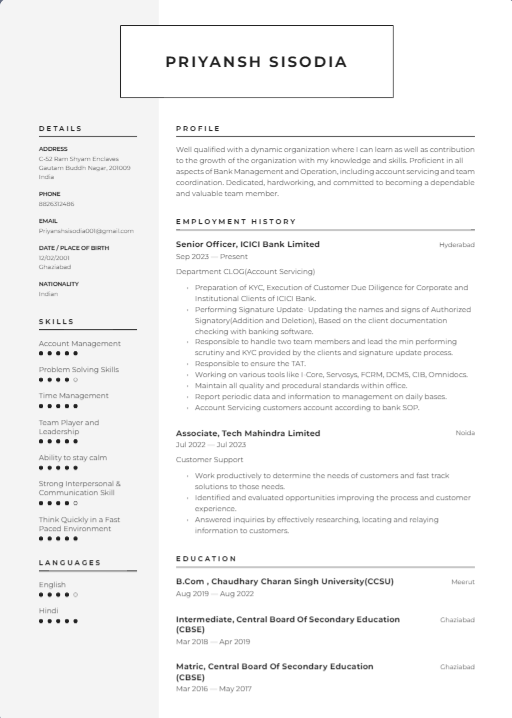 PRIYANSH SISODIA
DETAILS
ADDRESS
C-52 Ram Shyam Enclaves
Gautam Buddh Nagar, 201009
India
PHONE
8826312486
EMAIL
Priyanshsisodia001@gmail.com
DATE / PLACE OF BIRTH
12/02/2001
Ghaziabad
NATIONALITY
Indian
SKILLS
Account Management
Problem Solving Skills
Time Management
Team Player and
Leadership
Ability to stay calm
Strong Interpersonal &
Communication Skill
Think Quickly in a Fast
Paced Environment
LANGUAGES
English
Hindi
PROFILE
Well qualified with a dynamic organization where I can learn as well as contribution
to the growth of the organization with my knowledge and skills. Proficient in all
aspects of Bank Management and Operation, including account servicing and team
coordination. Dedicated, hardworking, and committed to becoming a dependable
and valuable team member.
EMPLOYMENT HISTORY
Senior Officer, ICICI Bank Limited
Hyderabad
Sep 2023 — Present
Department CLOG(Account Servicing)
· Preparation of KYC, Execution of Customer Due Diligence for Corporate and
Institutional Clients of ICICI Bank.
· Performing Signature Update- Updating the names and signs of Authorized
Signatory(Addition and Deletion), Based on the client documentation
checking with banking software.
· Responsible to handle two team members and lead the min performing
scrutiny and KYC provided by the clients and signature update process.
· Responsible to ensure the TAT.
· Working on various tools like I-Core, Servosys, FCRM, DCMS, CIB, Omnidocs.
· Maintain all quality and procedural standards within office.
· Report periodic data and information to management on daily bases.
· Account Servicing customers account according to bank SOP.
Associate, Tech Mahindra Limited
Noida
Jul 2022 — Jul 2023
Customer Support
· Work productively to determine the needs of customers and fast track
solutions to those needs.
· Identified and evaluated opportunities improving the process and customer
experience.
· Answered inquiries by effectively researching, locating and relaying
information to customers.
EDUCATION
B.Com , Chaudhary Charan Singh University(CCSU)
Meerut
Aug 2019 — Aug 2022
Intermediate, Central Board Of Secondary Education
(CBSE)
Ghaziabad
Mar 2018 — Apr 2019
Matric, Central Board Of Secondary Education
(CBSE)
Ghaziabad
Mar 2016 — May 2017